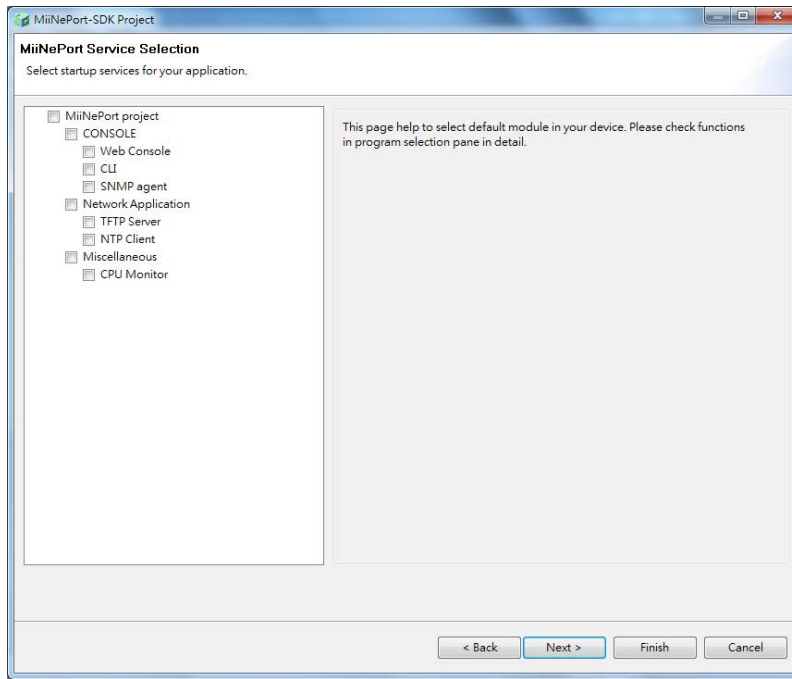 MiiNePort-SDK Project
MiiNePort Service Selection
Select startup services for your application.
MiiNePort project
CONSOLE
Web Console
CLI
SNMP agent
Network Application
TFTP Server
NTP Client
Miscellaneous
CPU Monitor
This page help to select default module in your device. Please check functions
in program selection pane in detail.
< Back
Next >
Finish
Cancel